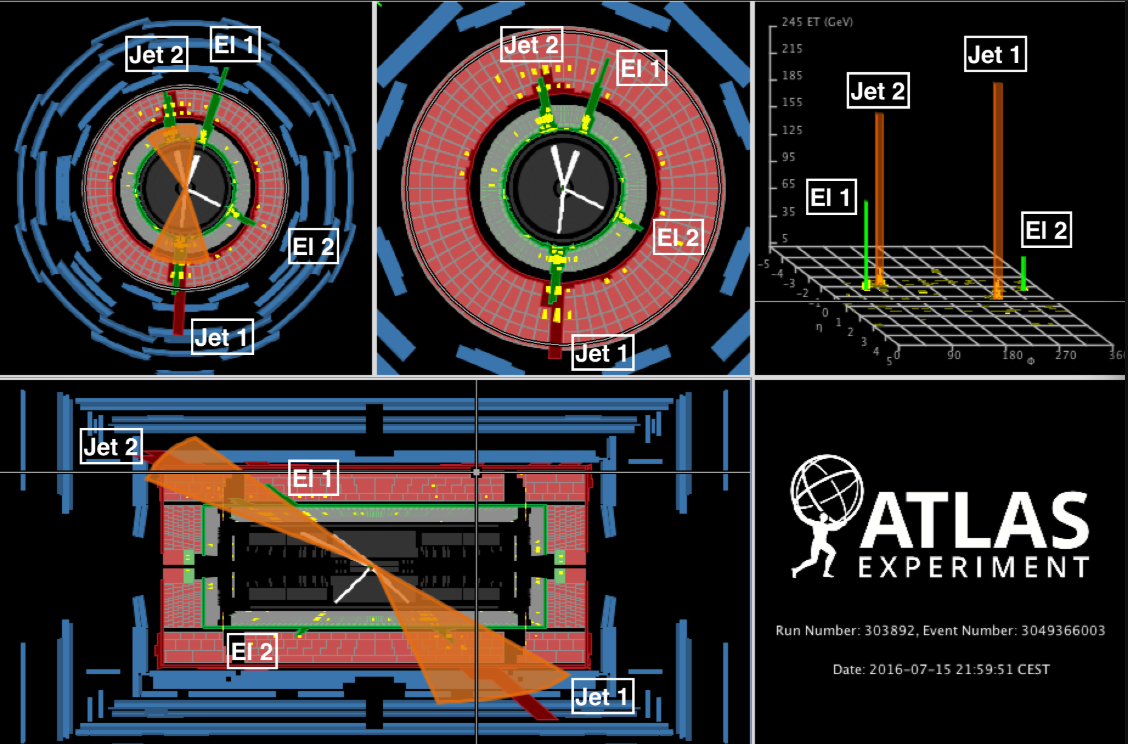 Jet 2
El 1
El 2
Jet 1
Jet 2
El 1
El 2
Jet 1
245 ET (GeV)
215
185
155
125
95
65
35
5
Jet 1
Jet 2
El 1
El 2
-5
-4
-3
-2
-1
0
η
1
2
3
4
5
0
90
180
270
360
Φ
Jet 2
El 1
El 2
Jet 1
ATLAS
EXPERIMENT
Run Number: 303892, Event Number: 3049366003
Date: 2016-07-15 21:59:51 CEST